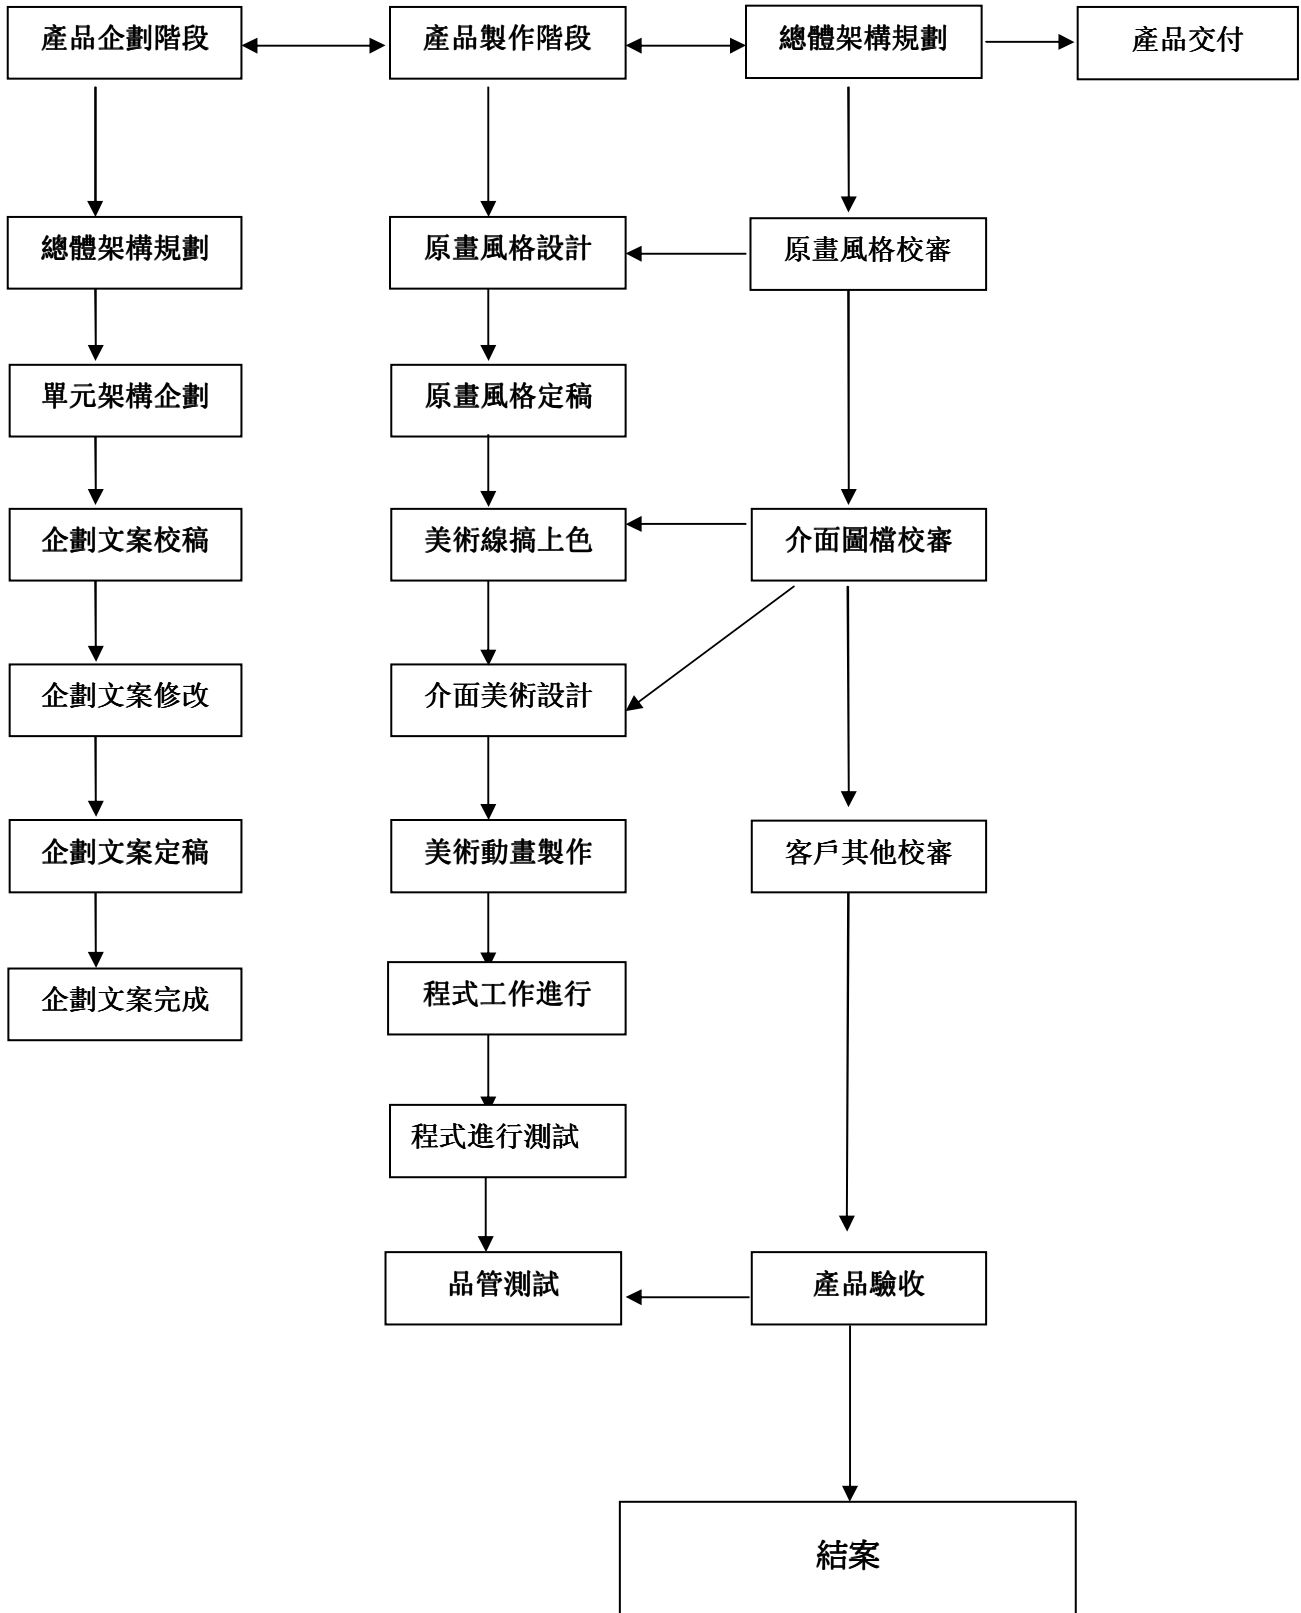 產品企劃階段
產品製作階段
總體架構規劃
產品交付
總體架構規劃
原畫風格設計
原畫風格校審
單元架構企劃
原畫風格定稿
企劃文案校稿
美術線搞上色
介面圖檔校審
企劃文案修改
介面美術設計
企劃文案定稿
美術動畫製作
客戶其他校審
企劃文案完成
程式工作進行
程式進行測試
品管測試
產品驗收
結案